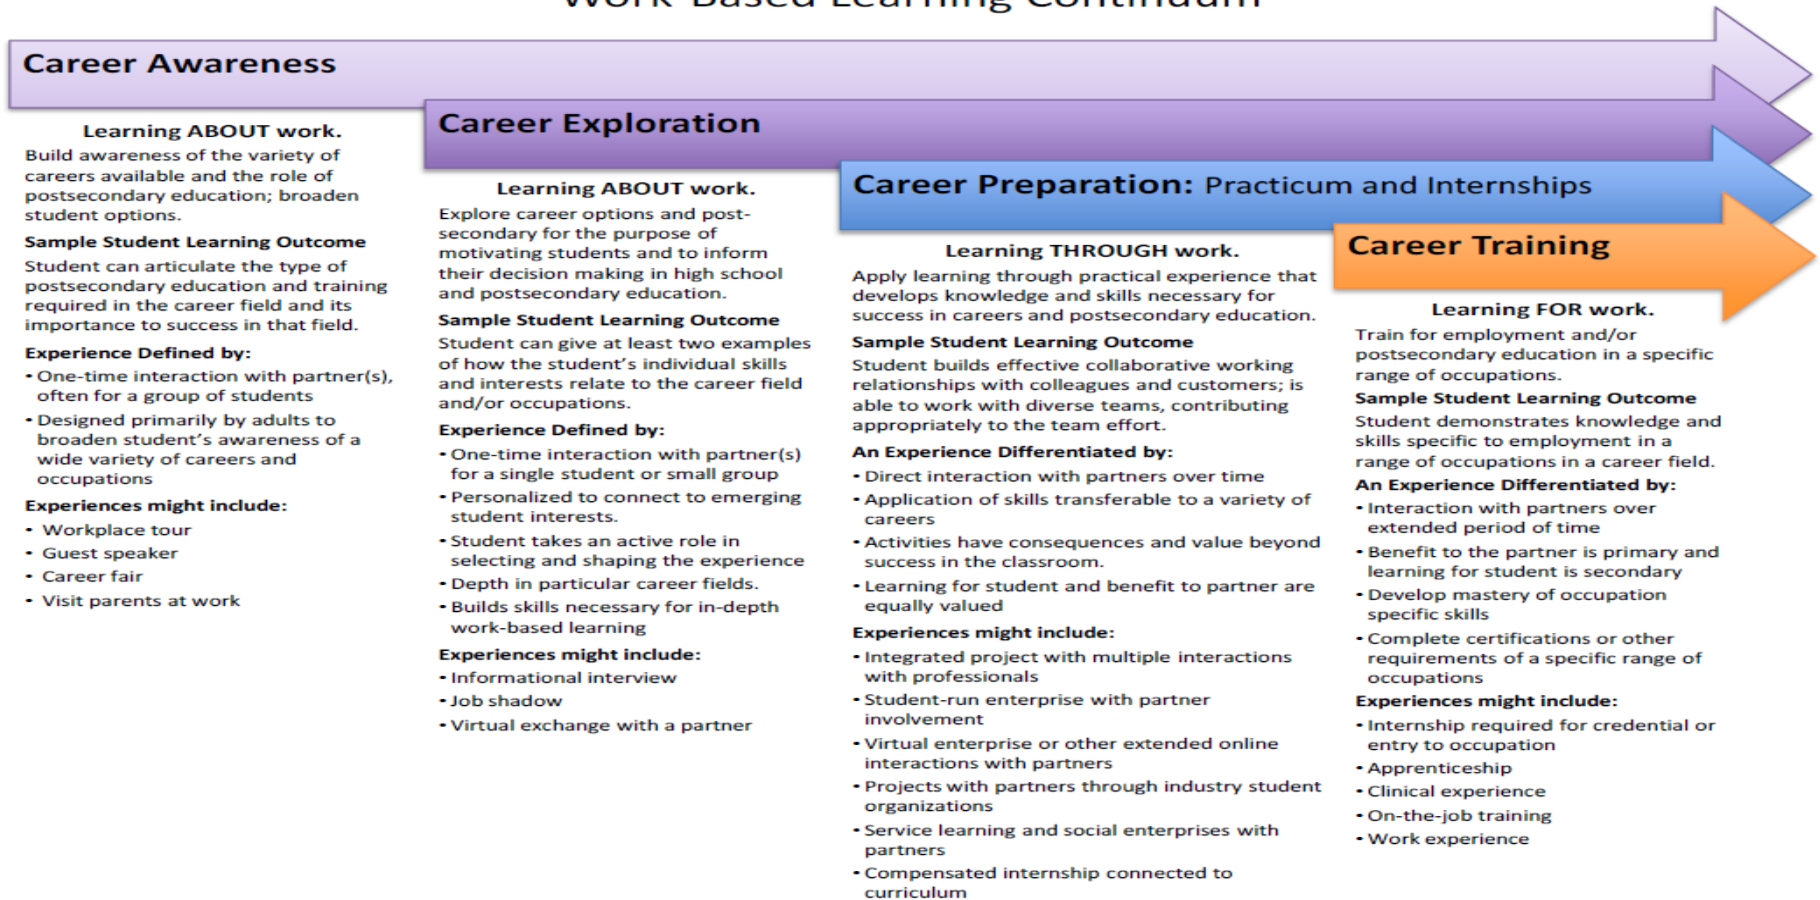 Work-Based Learning Continuum
Career Awareness
Learning ABOUT work.
Build awareness of the variety of
careers available and the role of
postsecondary education; broaden
student options.
Sample Student Learning Outcome
Student can articulate the type of
postsecondary education and training
required in the career field and its
importance to success in that field.
Experience Defined by:
• One-time interaction with partner(s),
often for a group of students
• Designed primarily by adults to
broaden student's awareness of a
wide variety of careers and
occupations
Experiences might include:
• Workplace tour
• Guest speaker
• Career fair
• Visit parents at work
Career Exploration
Learning ABOUT work.
Explore career options and post-
secondary for the purpose of
motivating students and to inform
their decision making in high school
and postsecondary education.
Sample Student Learning Outcome
Student can give at least two examples
of how the student's individual skills
and interests relate to the career field
and/or occupations.
Experience Defined by:
• One-time interaction with partner(s)
for a single student or small group
• Personalized to connect to emerging
student interests.
• Student takes an active role in
selecting and shaping the experience
• Depth in particular career fields.
• Builds skills necessary for in-depth
work-based learning
Experiences might include:
• Informational interview
• Job shadow
• Virtual exchange with a partner
Career Preparation: Practicum and Internships
Learning THROUGH work.
Apply learning through practical experience that
develops knowledge and skills necessary for
success in careers and postsecondary education.
Sample Student Learning Outcome
Student builds effective collaborative working
relationships with colleagues and customers; is
able to work with diverse teams, contributing
appropriately to the team effort.
An Experience Differentiated by:
• Direct interaction with partners over time
• Application of skills transferable to a variety of
careers
• Activities have consequences and value beyond
success in the classroom.
• Learning for student and benefit to partner are
equally valued
Experiences might include:
• Integrated project with multiple interactions
with professionals
• Student-run enterprise with partner
involvement
• Virtual enterprise or other extended online
interactions with partners
• Projects with partners through industry student
organizations
• Service learning and social enterprises with
partners
• Compensated internship connected to
curriculum
Career Training
Learning FOR work.
Train for employment and/or
postsecondary education in a specific
range of occupations.
Sample Student Learning Outcome
Student demonstrates knowledge and
skills specific to employment in a
range of occupations in a career field.
An Experience Differentiated by:
• Interaction with partners over
extended period of time
• Benefit to the partner is primary and
learning for student is secondary
• Develop mastery of occupation
specific skills
• Complete certifications or other
requirements of a specific range of
occupations
Experiences might include:
• Internship required for credential or
entry to occupation
• Apprenticeship
• Clinical experience
• On-the-job training
• Work experience